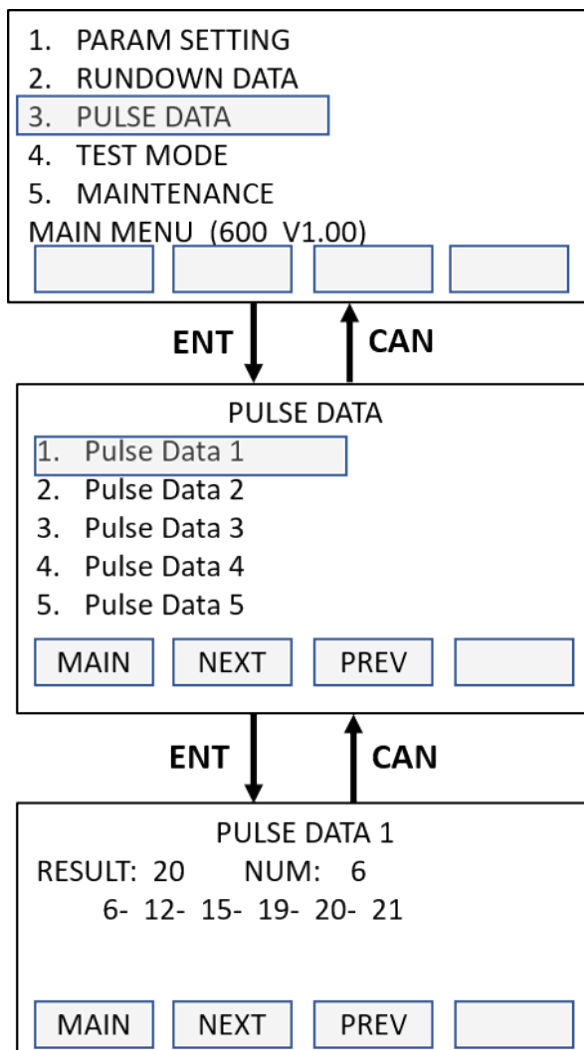 1. PARAM SETTING
2. RUNDOWN DATA
3. PULSE DATA
4. TEST MODE
5. MAINTENANCE
MAIN MENU (600 V1.00)
ENT CAN
PULSE DATA
1. Pulse Data 1
2. Pulse Data 2
3. Pulse Data 3
4. Pulse Data 4
5. Pulse Data 5
MAIN NEXT PREV
ENT CAN
PULSE DATA 1
RESULT: 20 NUM: 6
6- 12- 15- 19- 20- 21
MAIN NEXT PREV